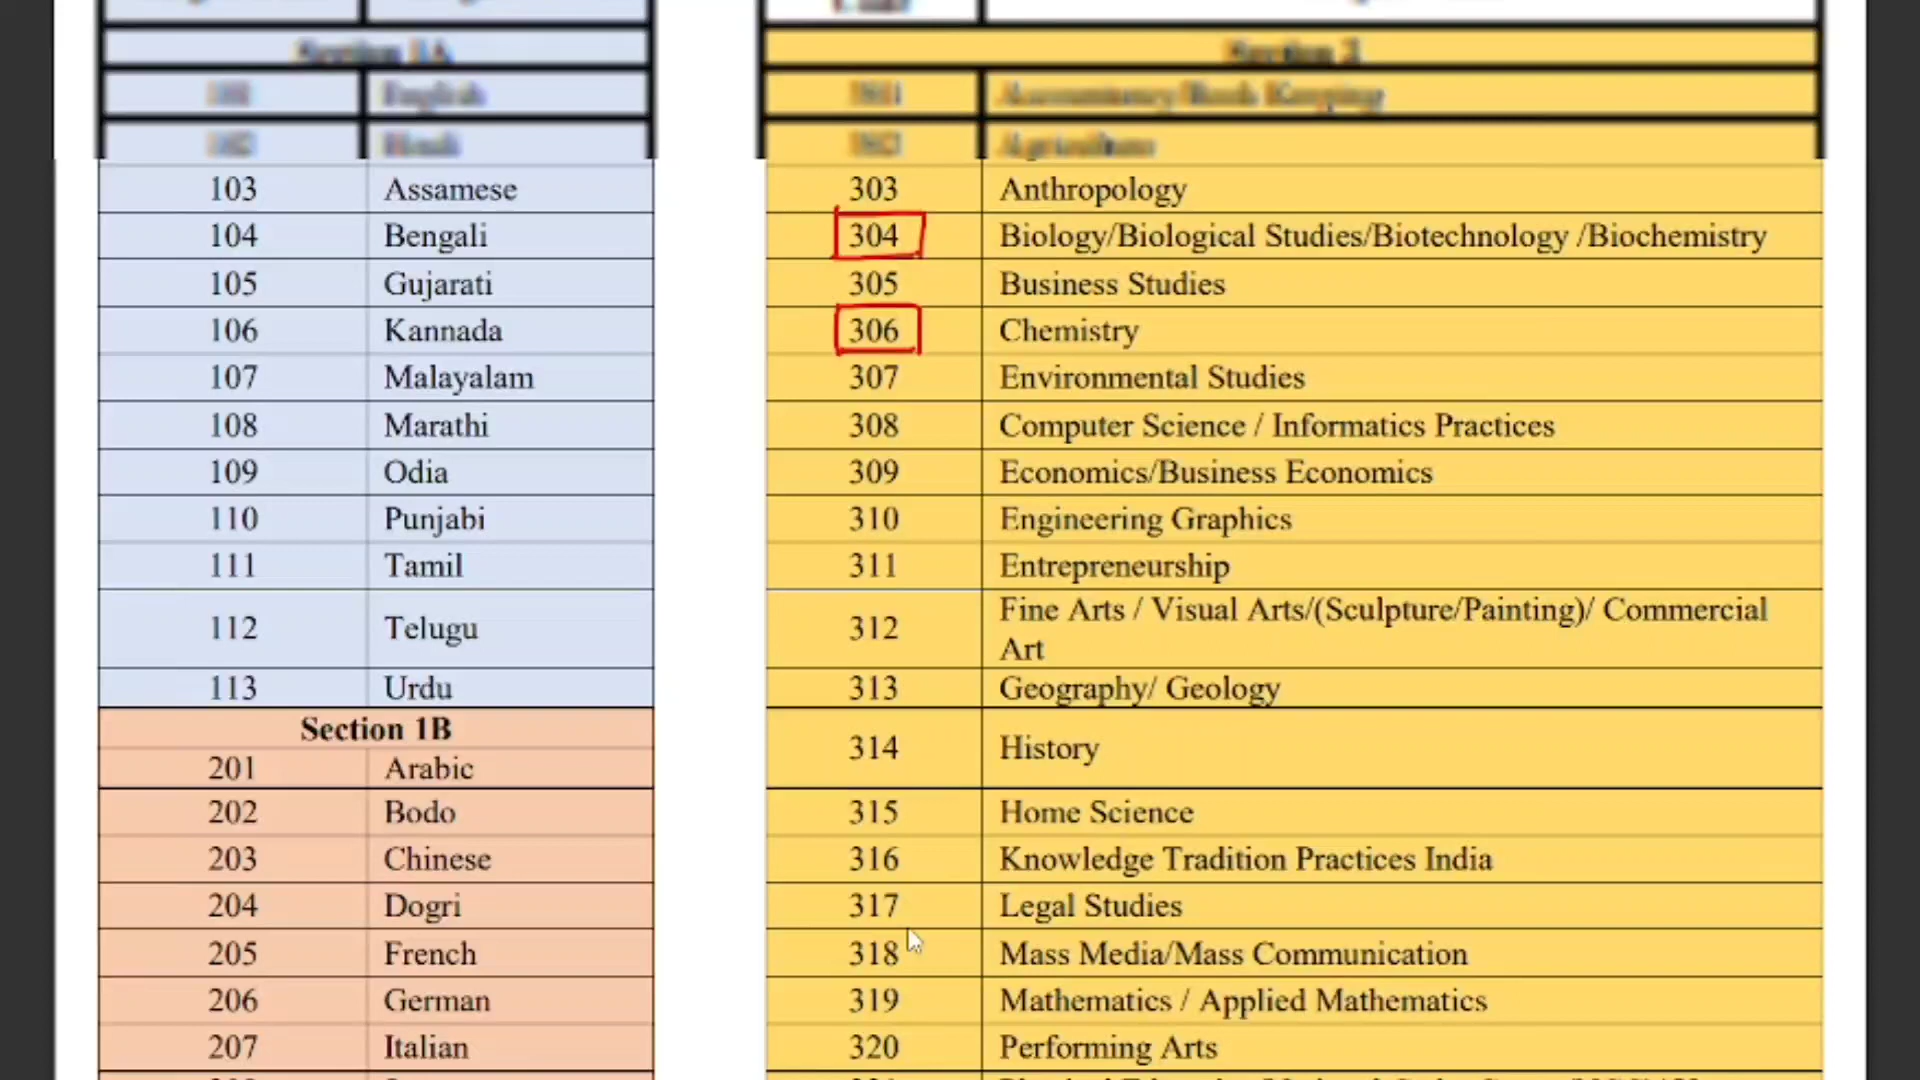 Section 1A
English
Hindi
103 Assamese
104 Bengali
105 Gujarati
106 Kannada
107 Malayalam
108 Marathi
109 Odia
110 Punjabi
111 Tamil
112 Telugu
113 Urdu
Section 1B
201 Arabic
202 Bodo
203 Chinese
204 Dogri
205 French
206 German
207 Italian
Section 2
Accountancy/Book Keeping
Agriculture
303 Anthropology
304 Biology/Biological Studies/Biotechnology /Biochemistry
305 Business Studies
306 Chemistry
307 Environmental Studies
308 Computer Science / Informatics Practices
309 Economics/Business Economics
310 Engineering Graphics
311 Entrepreneurship
312 Fine Arts / Visual Arts/(Sculpture/Painting)/ Commercial
Art
313 Geography/ Geology
314 History
315 Home Science
316 Knowledge Tradition Practices India
317 Legal Studies
318 Mass Media/Mass Communication
319 Mathematics / Applied Mathematics
320 Performing Arts